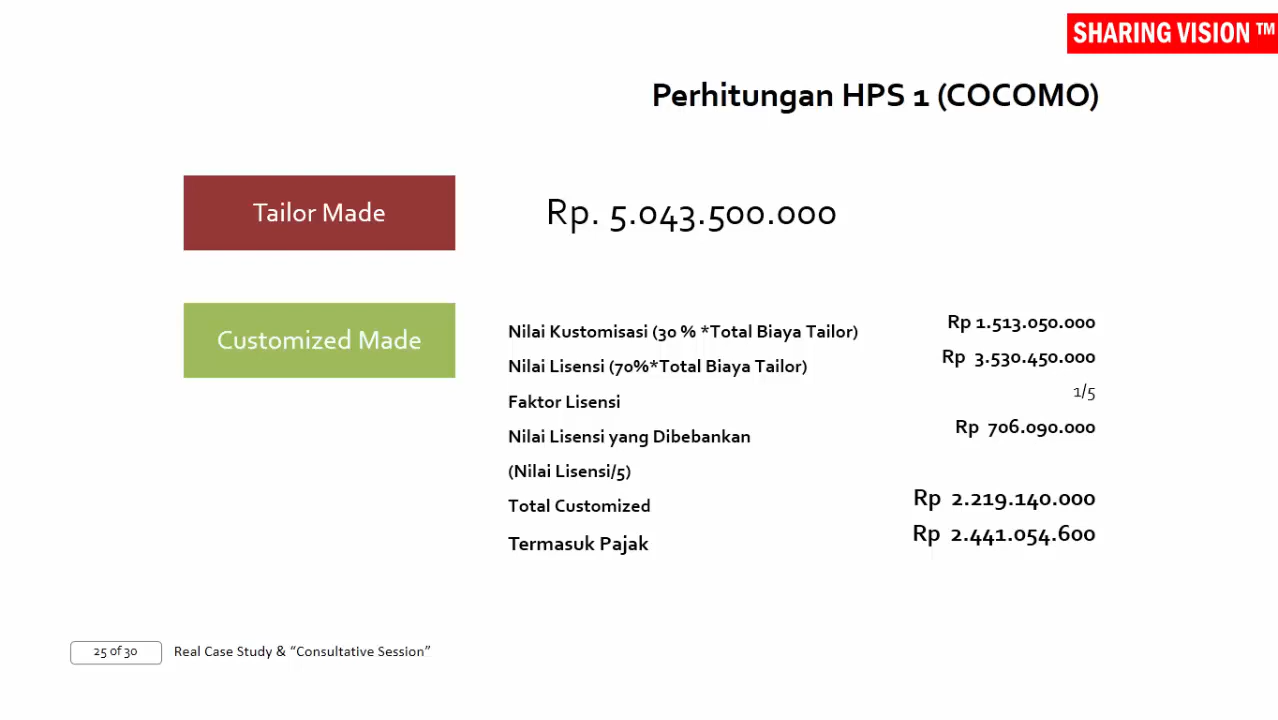 SHARING VISION ™
Perhitungan HPS 1 (COCOMO)
Tailor Made
Rp. 5.043.500.000
Customized Made
Nilai Kustomisasi (30 % *Total Biaya Tailor) Rp 1.513.050.000
Nilai Lisensi (70%*Total Biaya Tailor) Rp 3.530.450.000
Faktor Lisensi 1/5
Nilai Lisensi yang Dibebankan Rp 706.090.000
(Nilai Lisensi/5)
Total Customized Rp 2.219.140.000
Termasuk Pajak Rp 2.441.054.600
25 of 30 Real Case Study & “Consultative Session”